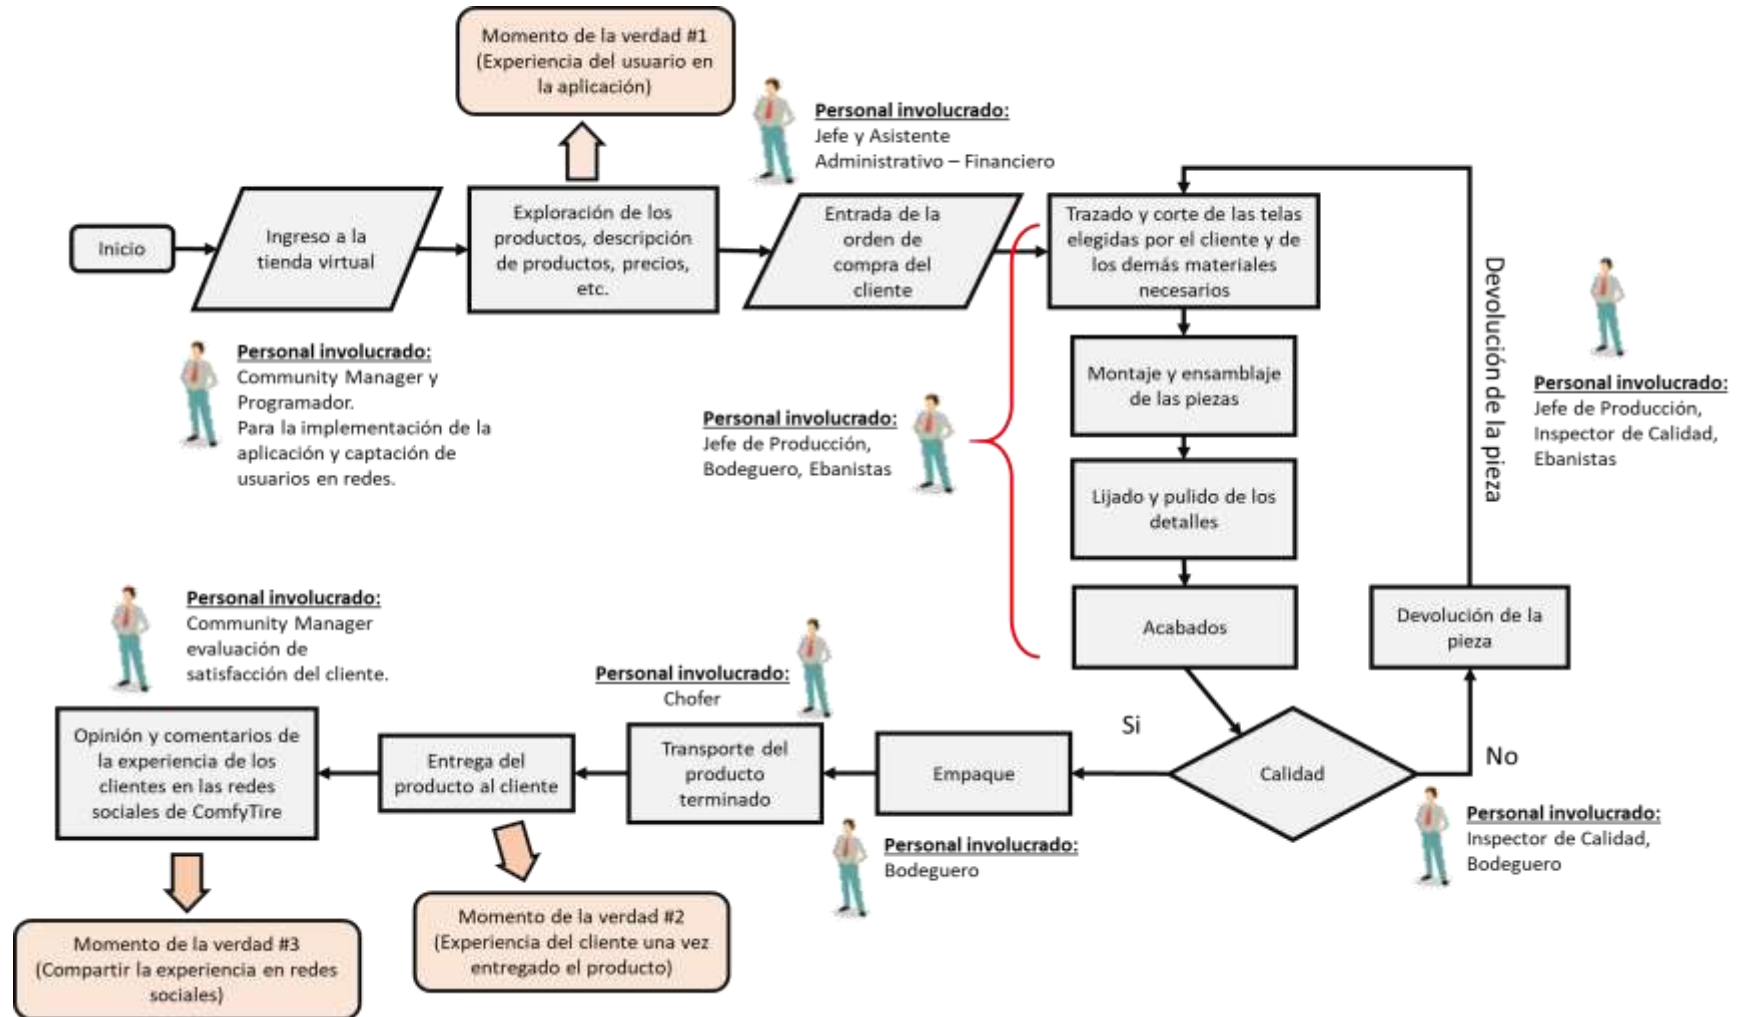 Momento de la verdad #1
(Experiencia del usuario en
la aplicación)
Personal involucrado:
Jefe y Asistente
Administrativo – Financiero
Inicio
Ingreso a la
tienda virtual
Exploración de los
productos, descripción
de productos, precios,
etc.
Entrada de la
orden de
compra del
cliente
Trazado y corte de las telas
elegidas por el cliente y de
los demás materiales
necesarios
Personal involucrado:
Community Manager y
Programador.
Para la implementación de la
aplicación y captación de
usuarios en redes.
Personal involucrado:
Jefe de Producción,
Bodeguero, Ebanistas
Montaje y ensamblaje
de las piezas
Lijado y pulido de los
detalles
Acabados
Devolución de la pieza
Personal involucrado:
Jefe de Producción,
Inspector de Calidad,
Ebanistas
Devolución de la
pieza
Calidad
Si
No
Personal involucrado:
Inspector de Calidad,
Bodeguero
Empaque
Personal involucrado:
Bodeguero
Personal involucrado:
Chofer
Transporte del
producto
terminado
Entrega del
producto al cliente
Personal involucrado:
Community Manager
evaluación de
satisfacción del cliente.
Opinión y comentarios de
la experiencia de los
clientes en las redes
sociales de ComfyTire
Momento de la verdad #2
(Experiencia del cliente una vez
entregado el producto)
Momento de la verdad #3
(Compartir la experiencia en redes
sociales)